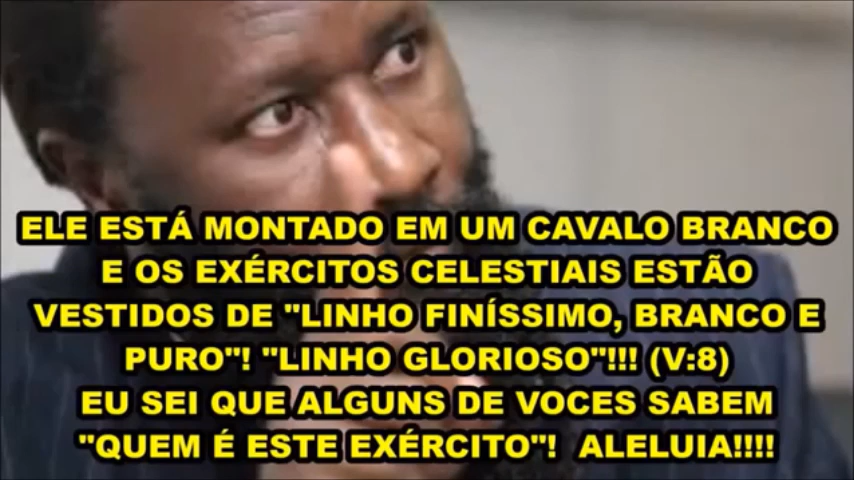 ELE ESTÁ MONTADO EM UM CAVALO BRANCO
E OS EXÉRCITOS CELESTIAIS ESTÃO
VESTIDOS DE "LINHO FINÍSSIMO, BRANCO E
PURO"! "LINHO GLORIOSO"!!! (V:8)
EU SEI QUE ALGUNS DE VOCES SABEM
"QUEM É ESTE EXÉRCITO"! ALELUIA!!!!